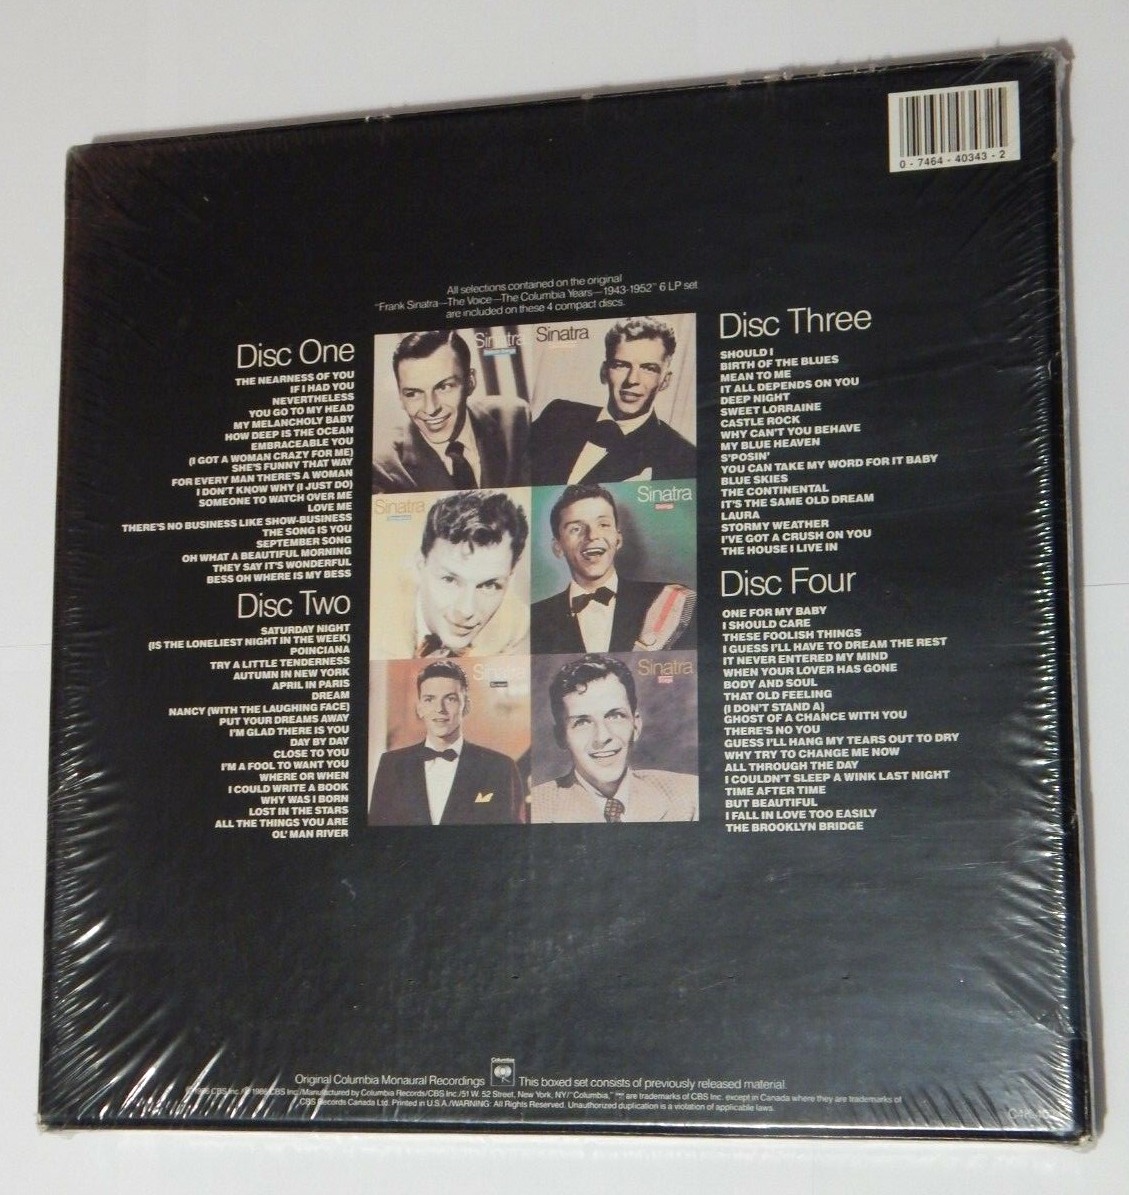 0 - 7464 - 40343 - 2
All selections contained on the original
"Frank Sinatra—The Voice—The Columbia Years—1943-1952" 6 LP set
are included on these 4 compact discs.
Disc One
THE NEARNESS OF YOU
IF I HAD YOU
NEVERTHELESS
YOU GO TO MY HEAD
MY MELANCHOLY BABY
HOW DEEP IS THE OCEAN
EMBRACEABLE YOU
(I GOT A WOMAN CRAZY FOR ME)
SHE'S FUNNY THAT WAY
FOR EVERY MAN THERE'S A WOMAN
I DON'T KNOW WHY (I JUST DO)
SOMEONE TO WATCH OVER ME
LOVE ME
THERE'S NO BUSINESS LIKE SHOW-BUSINESS
THE SONG IS YOU
SEPTEMBER SONG
OH WHAT A BEAUTIFUL MORNING
THEY SAY IT'S WONDERFUL
BESS OH WHERE IS MY BESS
Disc Two
SATURDAY NIGHT
(IS THE LONELIEST NIGHT IN THE WEEK)
POINCIANA
TRY A LITTLE TENDERNESS
AUTUMN IN NEW YORK
APRIL IN PARIS
DREAM
NANCY (WITH THE LAUGHING FACE)
PUT YOUR DREAMS AWAY
I'M GLAD THERE IS YOU
DAY BY DAY
CLOSE TO YOU
I'M A FOOL TO WANT YOU
WHERE OR WHEN
I COULD WRITE A BOOK
WHY WAS I BORN
LOST IN THE STARS
ALL THE THINGS YOU ARE
OL' MAN RIVER
Sinatra
Sinatra
Sinatra
Sinatra
Sinatra
Sinatra
Disc Three
SHOULD I
BIRTH OF THE BLUES
MEAN TO ME
IT ALL DEPENDS ON YOU
DEEP NIGHT
SWEET LORRAINE
CASTLE ROCK
WHY CAN'T YOU BEHAVE
MY BLUE HEAVEN
S'POSIN'
YOU CAN TAKE MY WORD FOR IT BABY
BLUE SKIES
THE CONTINENTAL
IT'S THE SAME OLD DREAM
LAURA
STORMY WEATHER
I'VE GOT A CRUSH ON YOU
THE HOUSE I LIVE IN
Disc Four
ONE FOR MY BABY
I SHOULD CARE
THESE FOOLISH THINGS
I GUESS I'LL HAVE TO DREAM THE REST
IT NEVER ENTERED MY MIND
WHEN YOUR LOVER HAS GONE
BODY AND SOUL
THAT OLD FEELING
(I DON'T STAND A)
GHOST OF A CHANCE WITH YOU
THERE'S NO YOU
GUESS I'LL HANG MY TEARS OUT TO DRY
WHY TRY TO CHANGE ME NOW
ALL THROUGH THE DAY
I COULDN'T SLEEP A WINK LAST NIGHT
TIME AFTER TIME
BUT BEAUTIFUL
I FALL IN LOVE TOO EASILY
THE BROOKLYN BRIDGE
Columbia
Original Columbia Monaural Recordings
This boxed set consists of previously released material.
© 1986 CBS Inc./℗ 1986 CBS Inc./Manufactured by Columbia Records/CBS Inc./51 W. 52 Street, New York, NY/"Columbia," are trademarks of CBS Inc. except in Canada where they are trademarks of
CBS Records Canada Ltd. Printed in U.S.A./WARNING: All Rights Reserved. Unauthorized duplication is a violation of applicable laws.